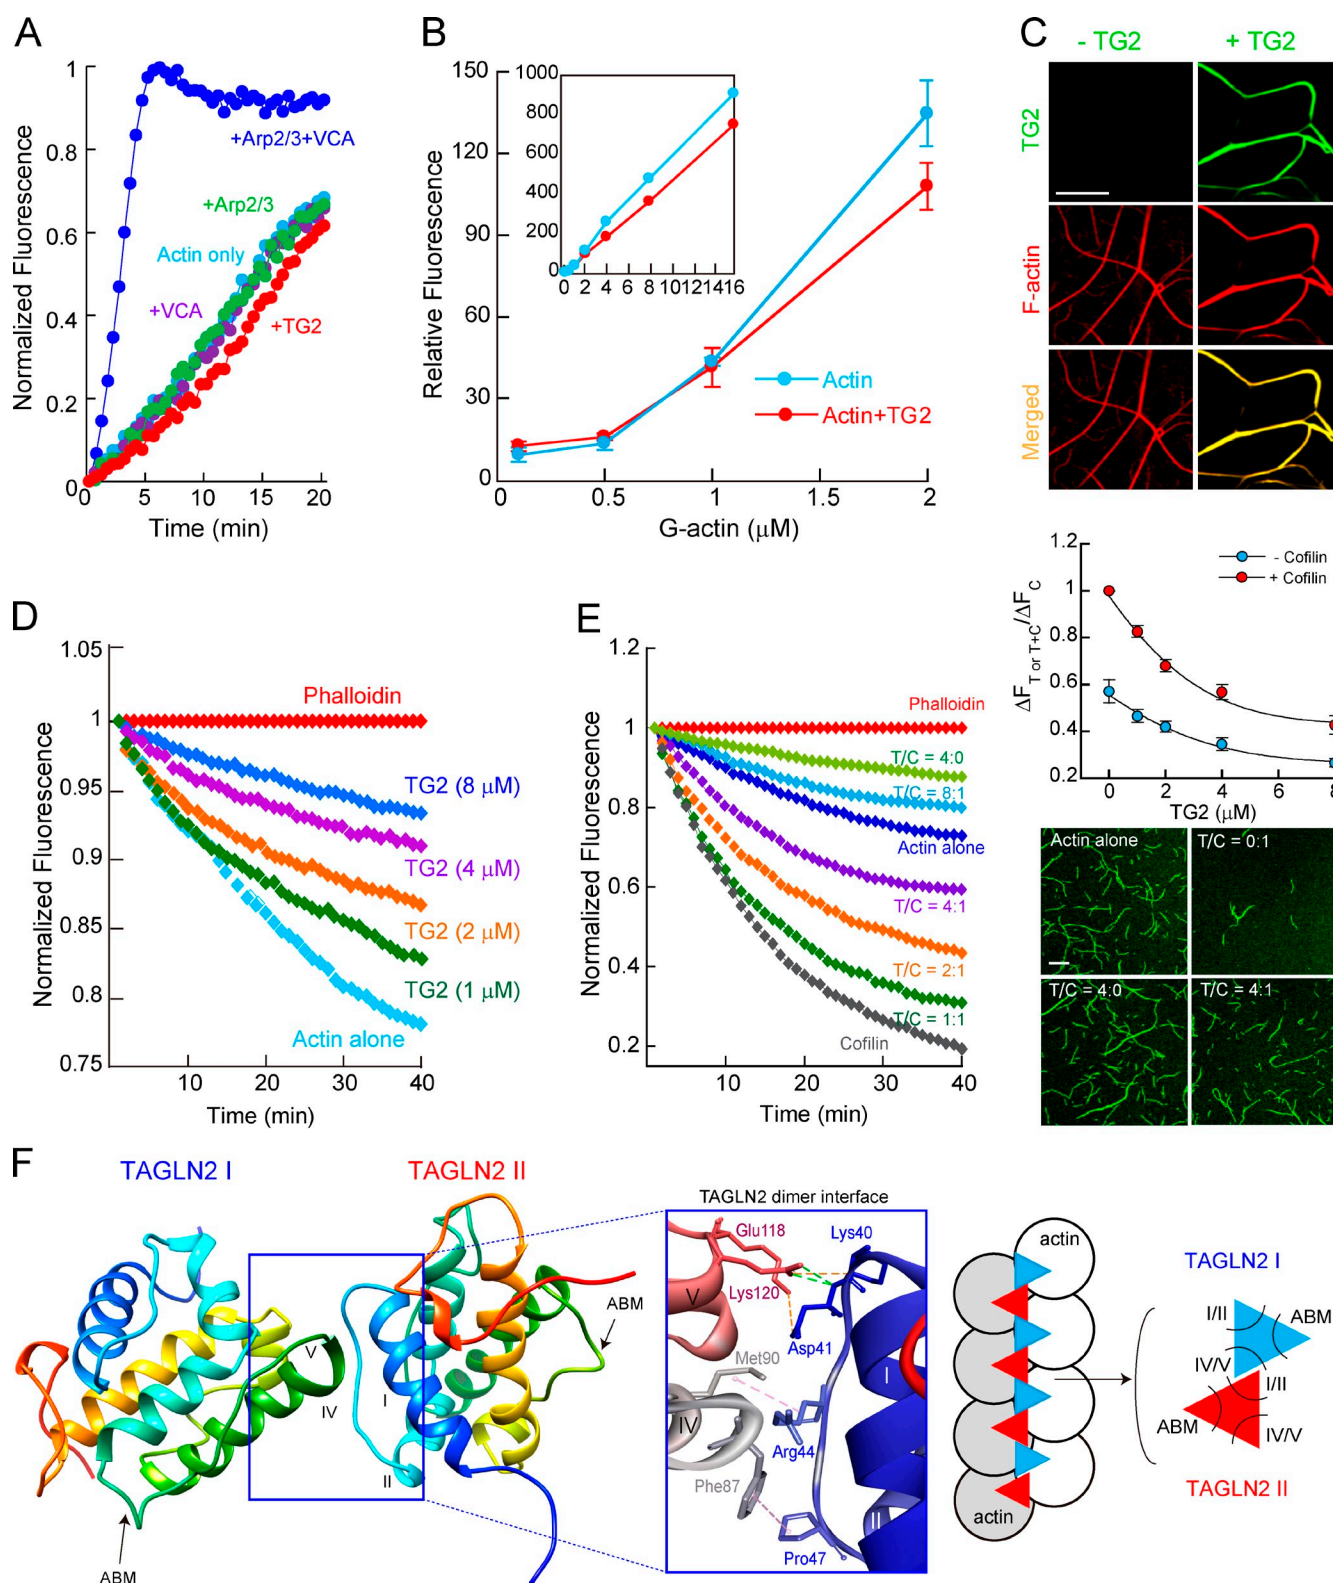 A
Normalized Fluorescence
1
0.8
0.6
0.4
0.2
0
0 5 10 15 20
Time (min)
+Arp2/3+VCA
+Arp2/3
Actin only
+VCA
+TG2
B
Relative Fluorescence
150
120
90
60
30
0
0 0.5 1 1.5 2
G-actin (μM)
1000
800
600
400
200
0
0 2 4 6 8 10 12 14 16
Actin
Actin+TG2
C
- TG2 + TG2
TG2
F-actin
Merged
D
Normalized Fluorescence
1.05
1
0.95
0.9
0.85
0.8
0.75
10 20 30 40
Time (min)
Phalloidin
TG2 (8 μM)
TG2 (4 μM)
TG2 (2 μM)
TG2 (1 μM)
Actin alone
E
Normalized Fluorescence
1.2
1
0.8
0.6
0.4
0.2
10 20 30 40
Time (min)
Phalloidin
T/C = 4:0
T/C = 8:1
Actin alone
T/C = 4:1
T/C = 2:1
T/C = 1:1
Cofilin
ΔF T or T+C/ΔF C
1.2
1
0.8
0.6
0.4
0.2
0 2 4 6 8
TG2 (μM)
- Cofilin
+ Cofilin
Actin alone
T/C = 0:1
T/C = 4:0
T/C = 4:1
F
TAGLN2 I
TAGLN2 II
ABM
V
IV
I
II
ABM
TAGLN2 dimer interface
Glu118
Lys40
Lys120
V
Asp41
Met90
I
IV
Arg44
Phe87
II
Pro47
actin
actin
TAGLN2 I
I/II
ABM
IV/V
I/II
ABM
IV/V
TAGLN2 II